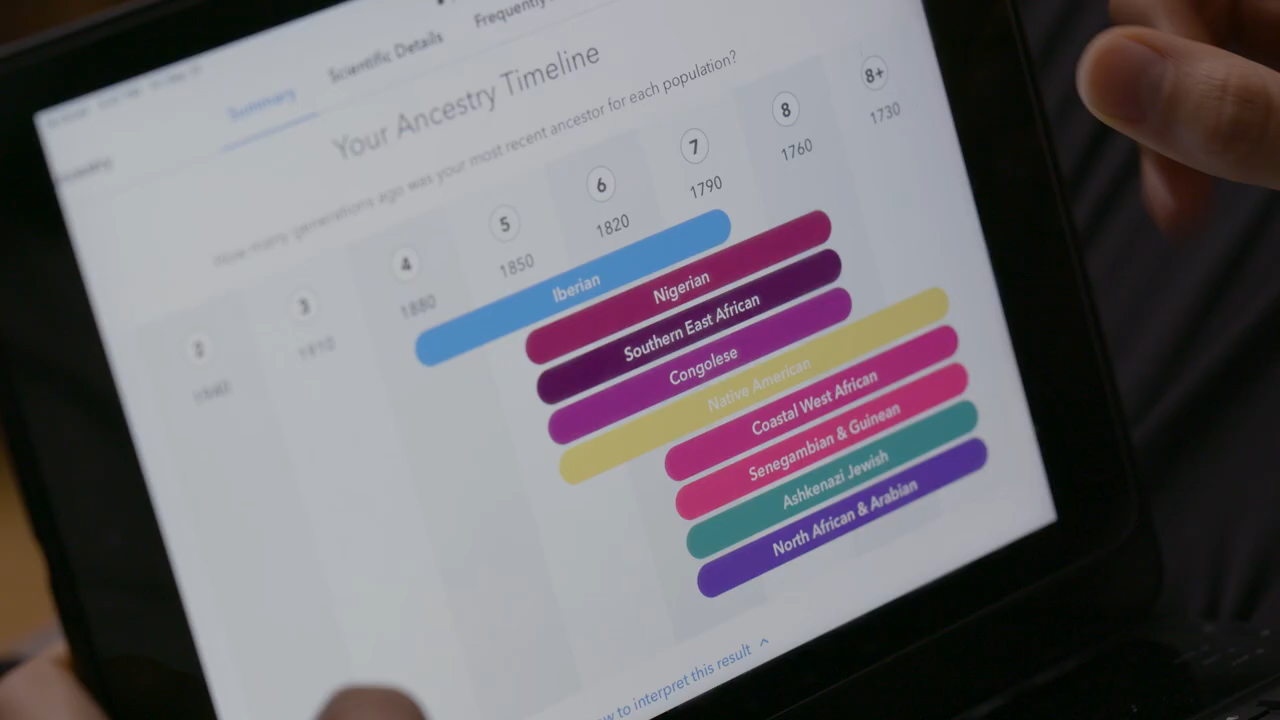 Scientific Details
Frequently
Summary
Your Ancestry Timeline
How many generations ago was your most recent ancestor for each population?
2
3
4
5
6
7
8
8+
1910
1880
1850
1820
1790
1760
1730
Iberian
Nigerian
Southern East African
Congolese
Native American
Coastal West African
Senegambian & Guinean
Ashkenazi Jewish
North African & Arabian
to interpret this result